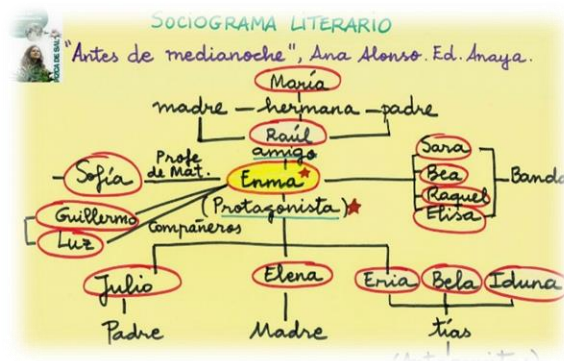 SOCIOGRAMA LITERARIO
"Antes de medianoche", Ana Alonso. Ed. Anaya.
María
madre — hermana — padre
Raúl
amigo
Sara
Bea
Raquel
Elisa
Banda
Profe de Mat.
Sofía
Enma
(Protagonista)
Guillermo
Luz
Compañeros
Julio
Elena
Eria Bela Iduna
Padre
Madre
tías